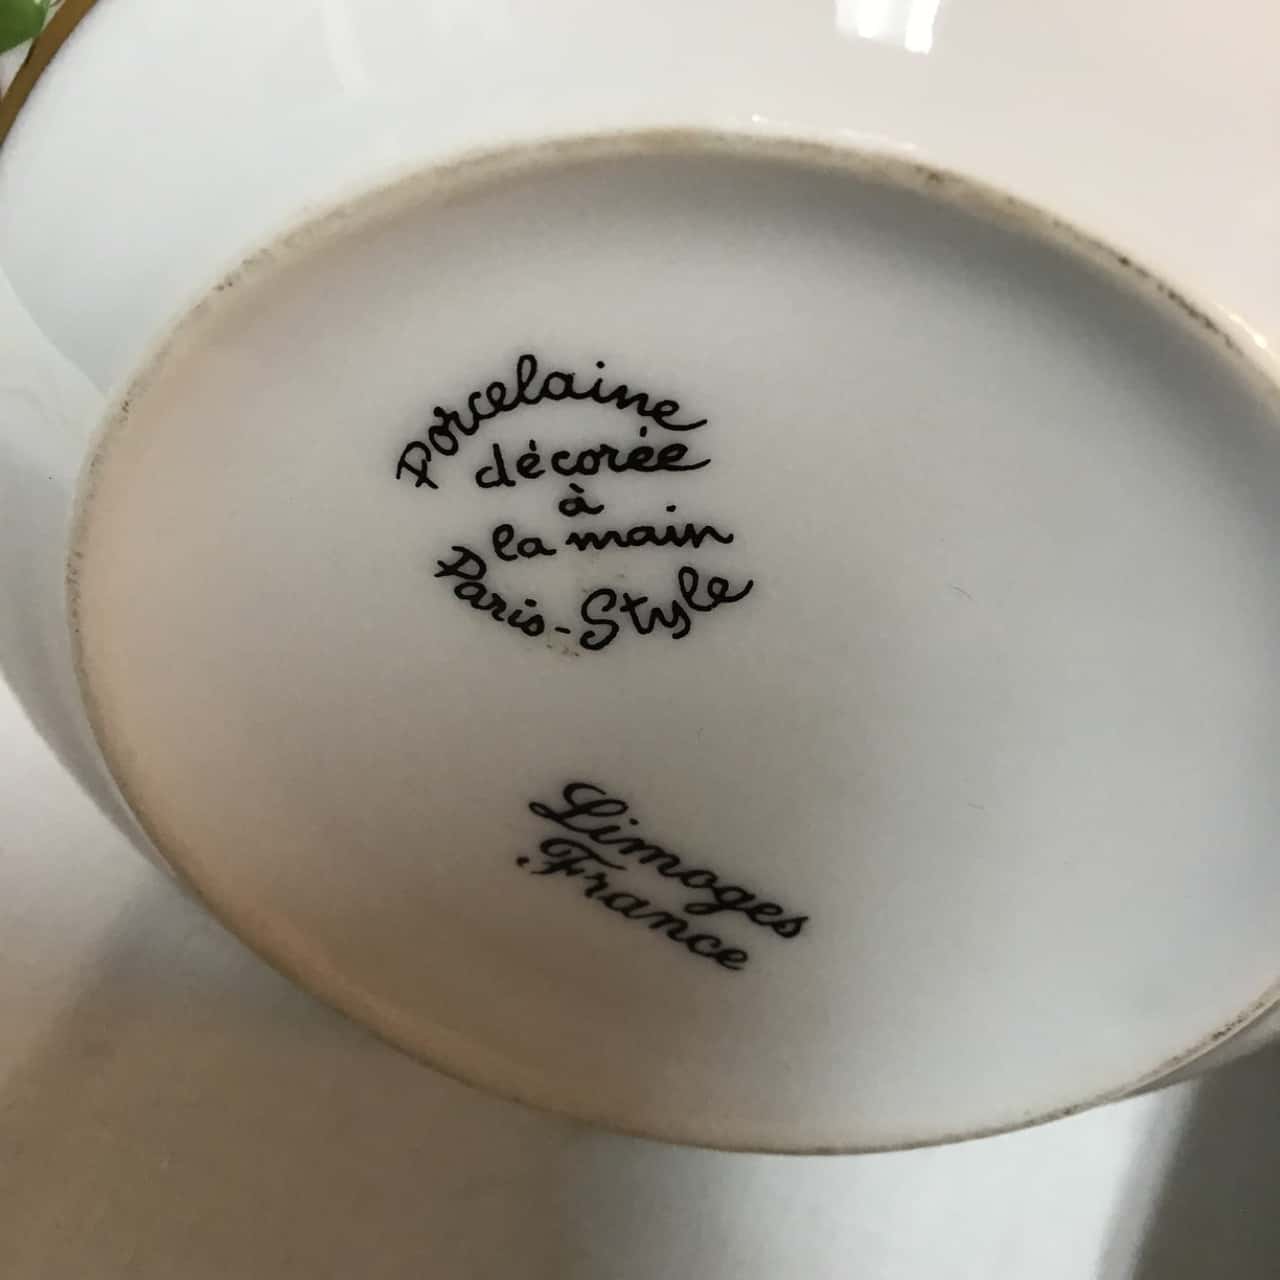 Porcelaine
décorée
à
la main
Paris-Style
Limoges
France